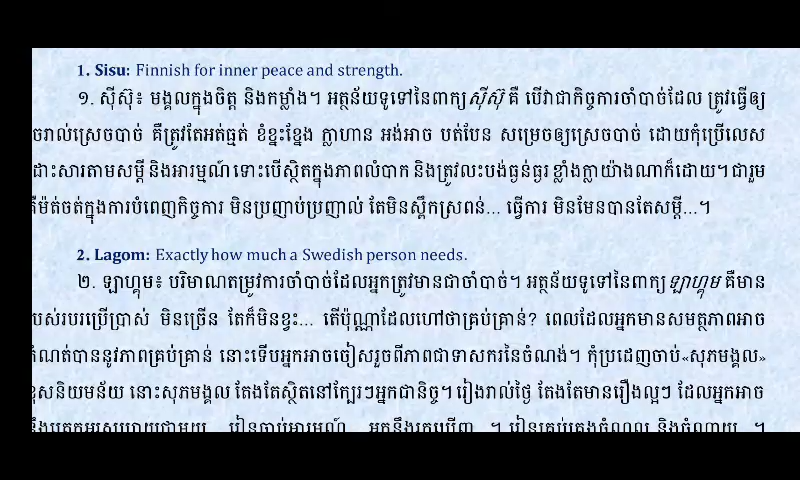 1. Sisu: Finnish for inner peace and strength.
១. ស៊ីស៊ុ៖ មង្គលក្នុងចិត្ត និងកម្លាំង។ អត្ថន័យទូទៅនៃពាក្យស៊ីស៊ុ គឺ បើវាជាកិច្ចការចាំបាច់ដែល ត្រូវធ្វើឲ្យ
ចរាល់ស្រេចបាច់ គឺត្រូវតែអត់ធ្មត់ ខំខ្នះខ្នែង ក្លាហាន អង់អាច បត់បែន សម្រេចឲ្យស្រេចបាច់ ដោយកុំប្រើលេស
ដោះសារតាមសម្ដី និងអារម្មណ៍ ទោះបើស្ថិតក្នុងភាពលំបាក និងត្រូវលះបង់ធ្ងន់ធ្ងរ ខ្លាំងក្លាយ៉ាងណាក៏ដោយ។ ជារួម
គឺម៉ត់ចត់ក្នុងការបំពេញកិច្ចការ មិនប្រញាប់ប្រញាល់ តែមិនស្ពឹកស្រពន់... ធ្វើការ មិនមែនបានតែសម្ដី...។
2. Lagom: Exactly how much a Swedish person needs.
២. ឡាហ្គុម៖ បរិមាណតម្រូវការចាំបាច់ដែលអ្នកត្រូវមានជាចាំបាច់។ អត្ថន័យទូទៅនៃពាក្យឡាហ្គុម គឺមាន
របស់របរប្រើប្រាស់ មិនច្រើន តែក៏មិនខ្វះ... តើប៉ុណ្ណាដែលហៅថាគ្រប់គ្រាន់? ពេលដែលអ្នកមានសមត្ថភាពអាច
កំណត់បាននូវភាពគ្រប់គ្រាន់ នោះទើបអ្នកអាចចៀសរួចពីភាពជាទាសករនៃចំណង់។ កុំប្រដេញចាប់«សុភមង្គល»
ខុសនិយមន័យ នោះសុភមង្គល តែងតែស្ថិតនៅក្បែរៗអ្នកជានិច្ច។ រៀងរាល់ថ្ងៃ តែងតែមានរឿងល្អៗ ដែលអ្នកអាច